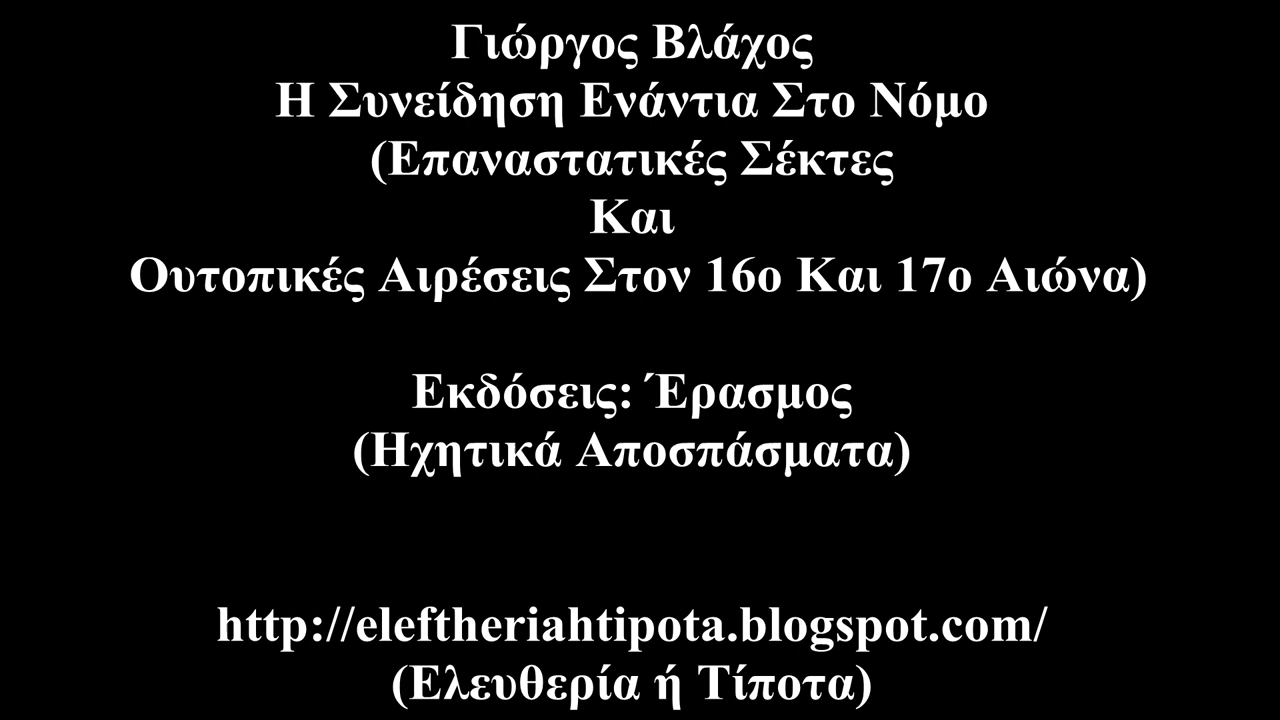 Γιώργος Βλάχος
Η Συνείδηση Ενάντια Στο Νόμο
(Επαναστατικές Σέκτες
Και
Ουτοπικές Αιρέσεις Στον 16ο Και 17ο Αιώνα)
Εκδόσεις: Έρασμος
(Ηχητικά Αποσπάσματα)
http://eleftheriahtipota.blogspot.com/
(Ελευθερία ή Τίποτα)